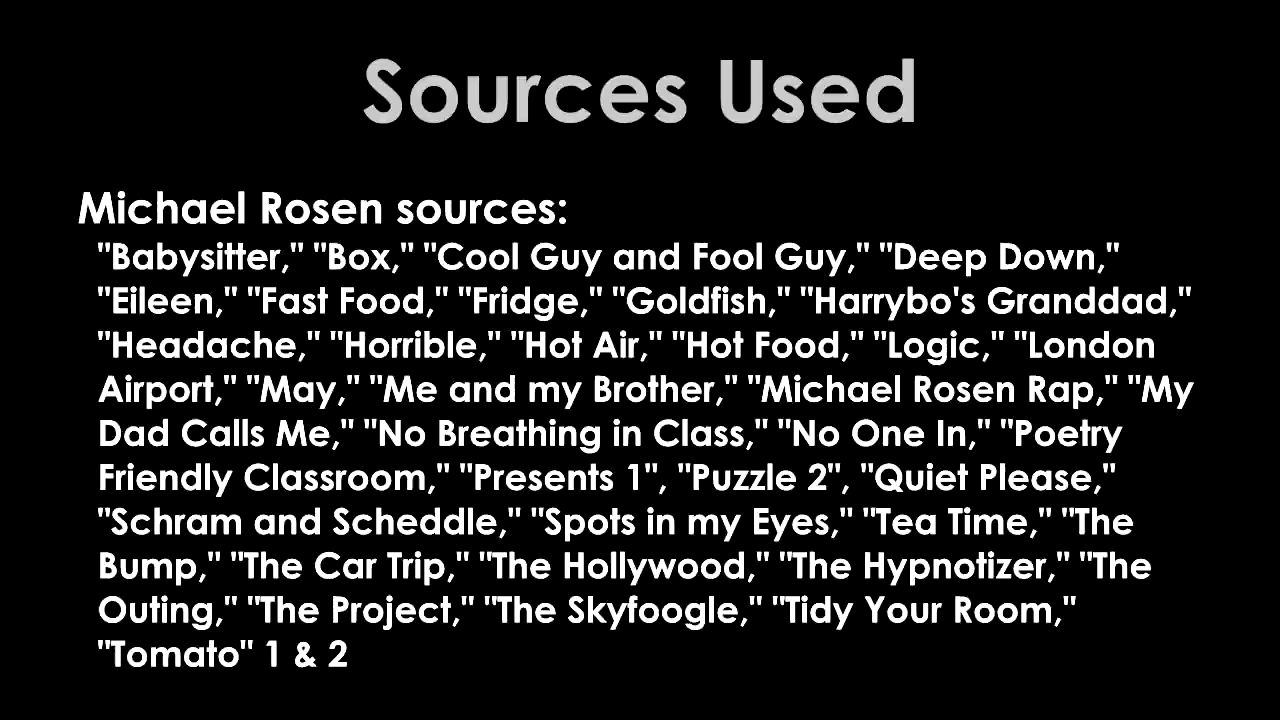 Sources Used
Michael Rosen sources:
"Babysitter," "Box," "Cool Guy and Fool Guy," "Deep Down,"
"Eileen," "Fast Food," "Fridge," "Goldfish," "Harrybo's Granddad,"
"Headache," "Horrible," "Hot Air," "Hot Food," "Logic," "London
Airport," "May," "Me and my Brother," "Michael Rosen Rap," "My
Dad Calls Me," "No Breathing in Class," "No One In," "Poetry
Friendly Classroom," "Presents 1", "Puzzle 2", "Quiet Please,"
"Schram and Scheddle," "Spots in my Eyes," "Tea Time," "The
Bump," "The Car Trip," "The Hollywood," "The Hypnotizer," "The
Outing," "The Project," "The Skyfoogle," "Tidy Your Room,"
"Tomato" 1 & 2